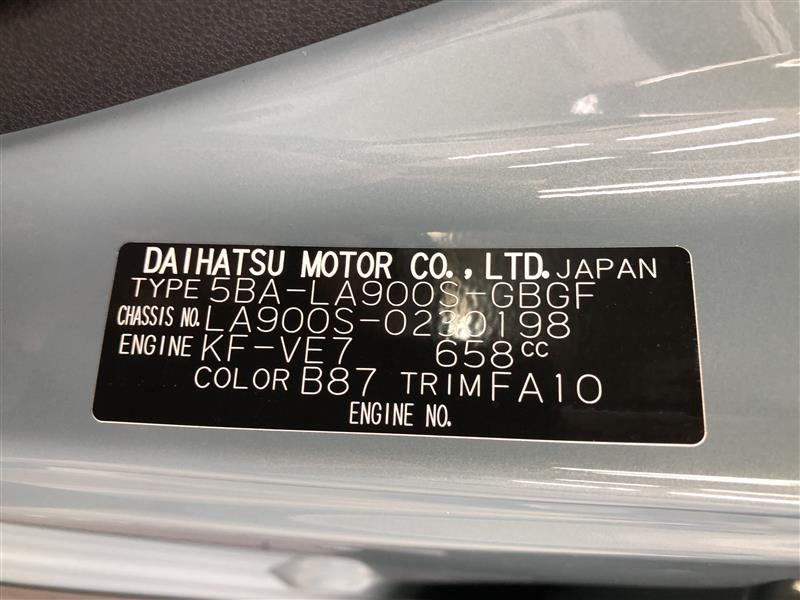 DAIHATSU MOTOR CO., LTD. JAPAN
TYPE 5BA-LA900S-GBGF
CHASSIS NO. LA900S-0230198
ENGINE KF-VE7 658cc
COLOR B87 TRIM FA10
ENGINE NO.